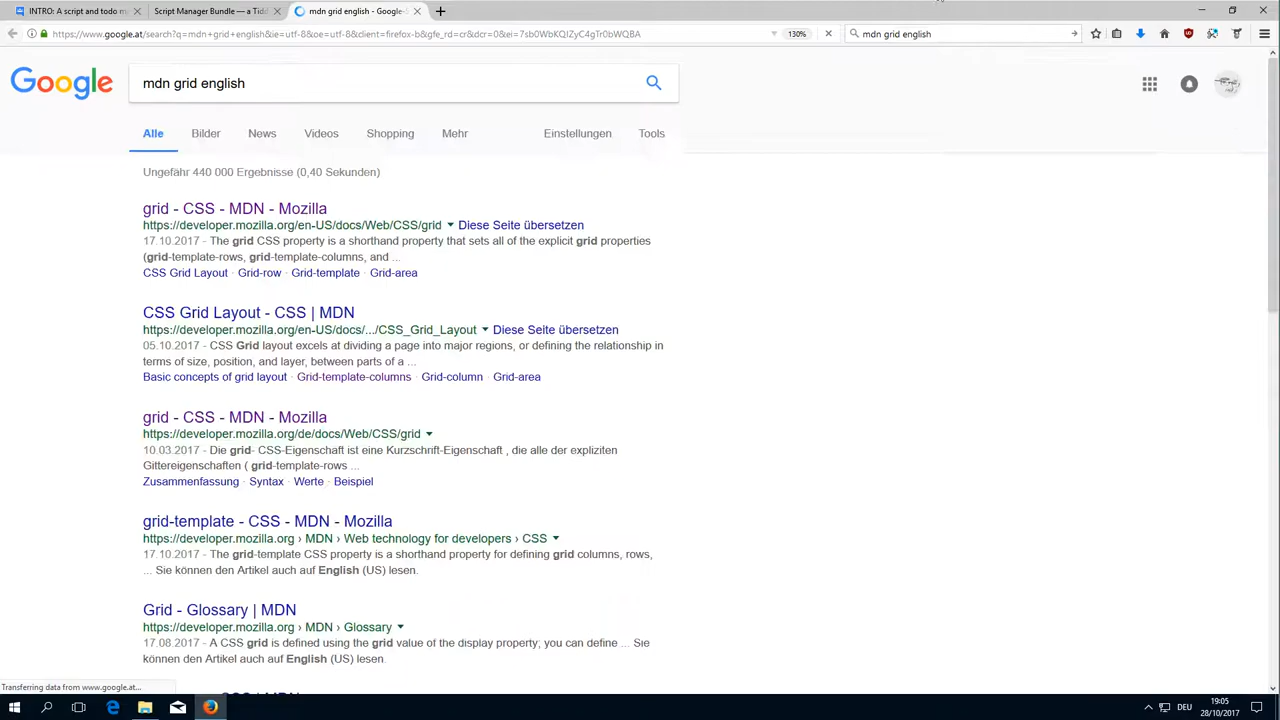 INTRO: A script and todo m
Script Manager Bundle — a Tidd
mdn grid english - Google-S
https://www.google.at/search?q=mdn+grid+english&ie=utf-8&oe=utf-8&client=firefox-b&gfe_rd=cr&dcr=0&ei=7sb0WbKQIZyC4gTr0bWQBA
130%
mdn grid english
Google
mdn grid english
Alle
Bilder
News
Videos
Shopping
Mehr
Einstellungen
Tools
Ungefähr 440 000 Ergebnisse (0,40 Sekunden)
grid - CSS - MDN - Mozilla
https://developer.mozilla.org/en-US/docs/Web/CSS/grid Diese Seite übersetzen
17.10.2017 - The grid CSS property is a shorthand property that sets all of the explicit grid properties
(grid-template-rows, grid-template-columns, and ...
CSS Grid Layout · Grid-row · Grid-template · Grid-area
CSS Grid Layout - CSS | MDN
https://developer.mozilla.org/en-US/docs/.../CSS_Grid_Layout Diese Seite übersetzen
05.10.2017 - CSS Grid layout excels at dividing a page into major regions, or defining the relationship in
terms of size, position, and layer, between parts of a ...
Basic concepts of grid layout · Grid-template-columns · Grid-column · Grid-area
grid - CSS - MDN - Mozilla
https://developer.mozilla.org/de/docs/Web/CSS/grid
10.03.2017 - Die grid- CSS-Eigenschaft ist eine Kurzschrift-Eigenschaft , die alle der expliziten
Gittereigenschaften ( grid-template-rows ...
Zusammenfassung · Syntax · Werte · Beispiel
grid-template - CSS - MDN - Mozilla
https://developer.mozilla.org › MDN › Web technology for developers › CSS
17.10.2017 - The grid-template CSS property is a shorthand property for defining grid columns, rows,
... Sie können den Artikel auch auf English (US) lesen.
Grid - Glossary | MDN
https://developer.mozilla.org › MDN › Glossary
17.08.2017 - A CSS grid is defined using the grid value of the display property; you can define ... Sie
können den Artikel auch auf English (US) lesen.
Transferring data from www.google.at...
DEU
19:05
28/10/2017